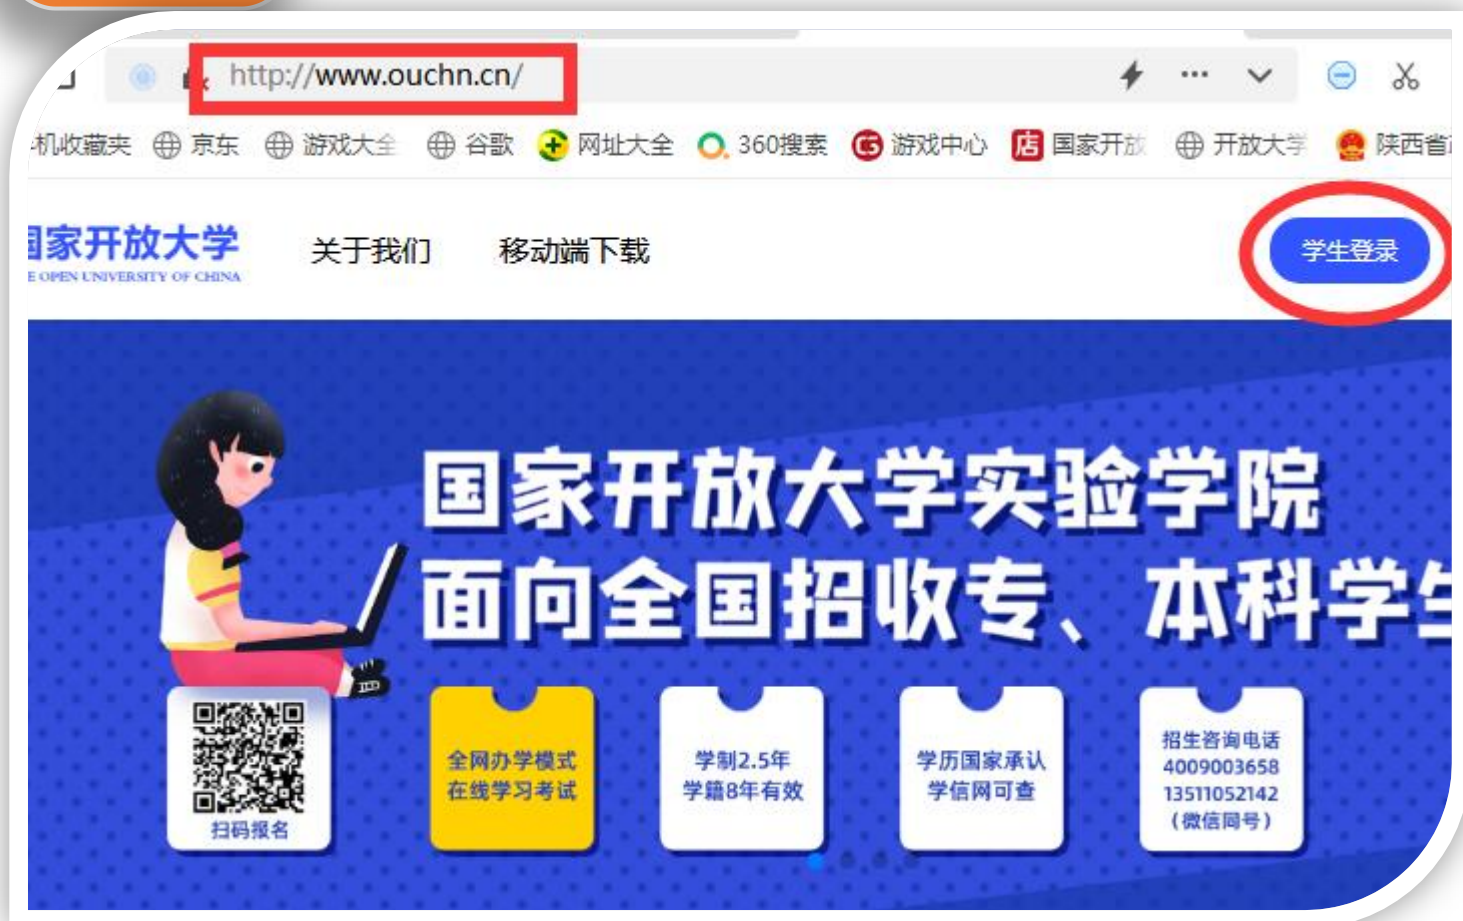 http://www.ouchn.cn/
机收藏夹 京东 游戏大全 谷歌 网址大全 360搜索 游戏中心 店 国家开放 开放大学 陕西省
国家开放大学 关于我们 移动端下载 学生登录
E OPEN UNIVERSITY OF CHINA
国家开放大学实验学院
面向全国招收专、本科学生
扫码报名
全网办学模式
在线学习考试
学制2.5年
学籍8年有效
学历国家承认
学信网可查
招生咨询电话
4009003658
13511052142
（微信同号）